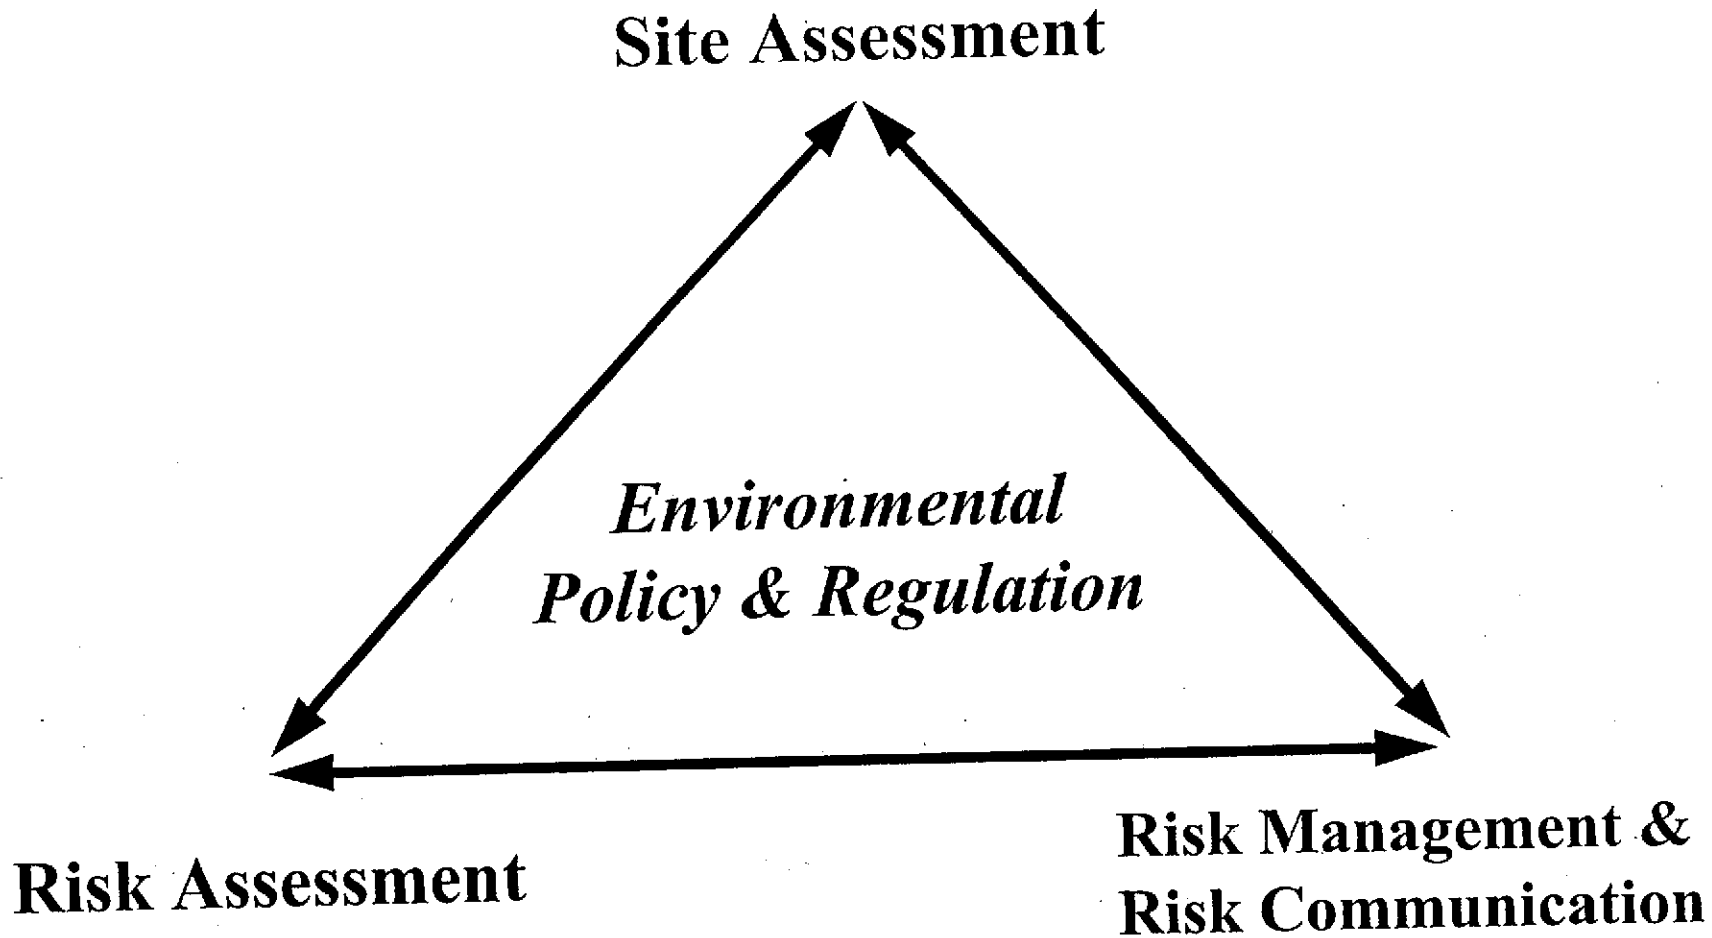 Site Assessment
Environmental
Policy & Regulation
Risk Assessment
Risk Management &
Risk Communication